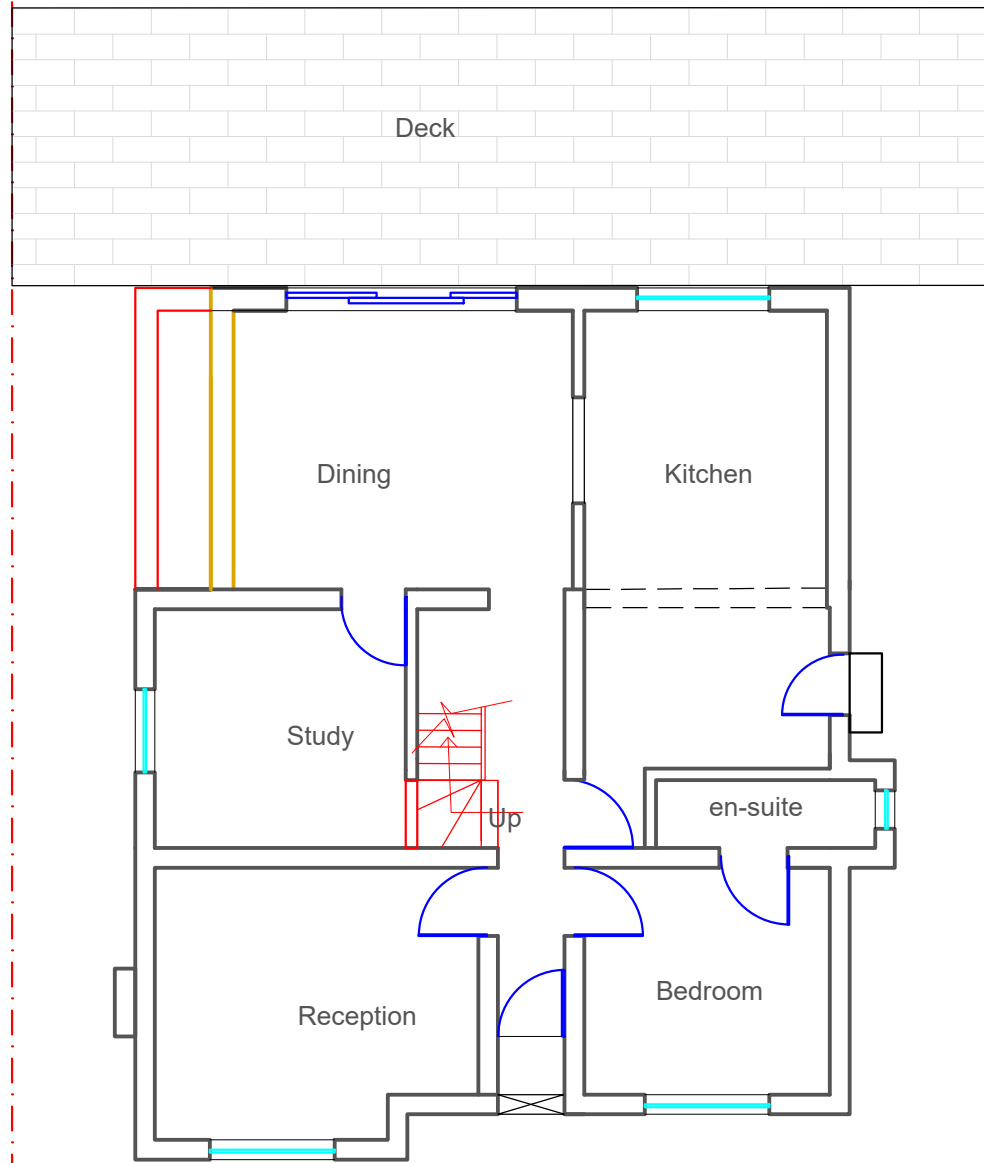 Deck
Dining
Kitchen
Study
Up
en-suite
Bedroom
Reception